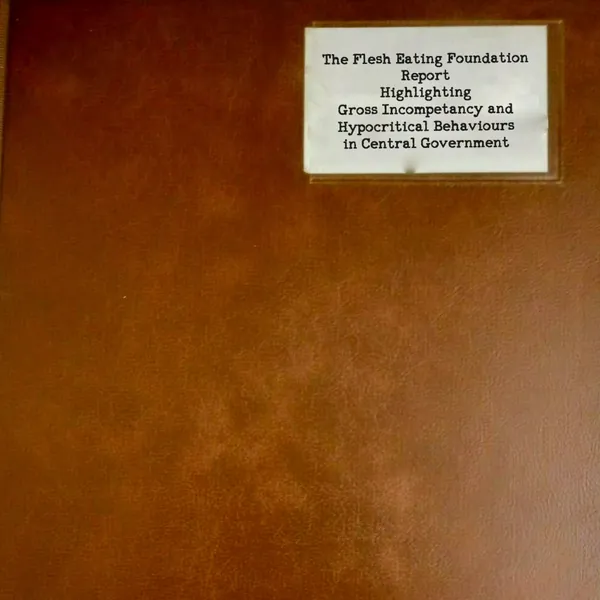 The Flesh Eating Foundation
Report
Highlighting
Gross Incompetancy and
Hypocritical Behaviours
in Central Government